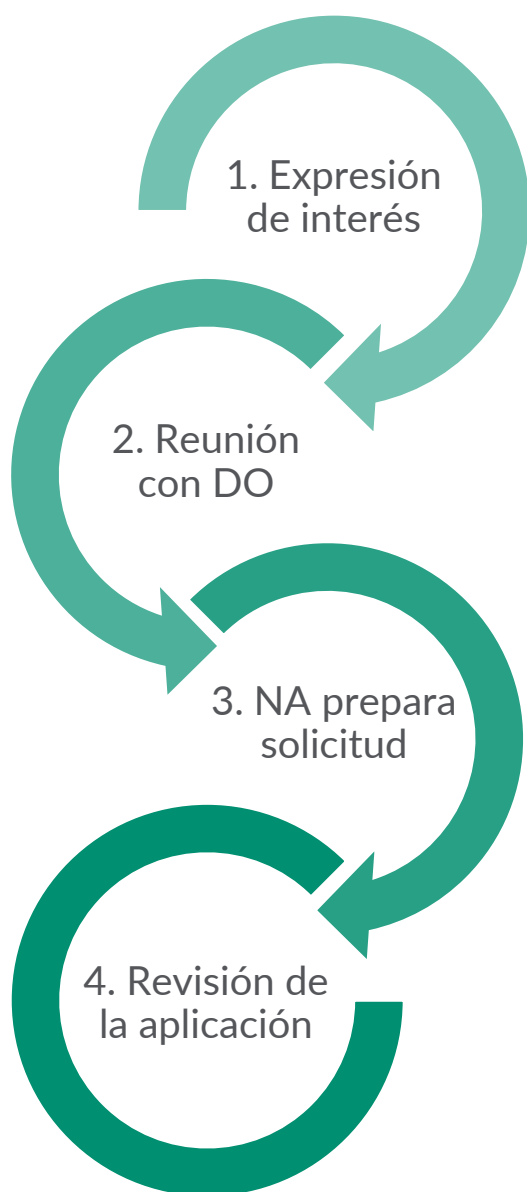 1. Expresión
de interés
2. Reunión
con DO
3. NA prepara
solicitud
4. Revisión de
la aplicación